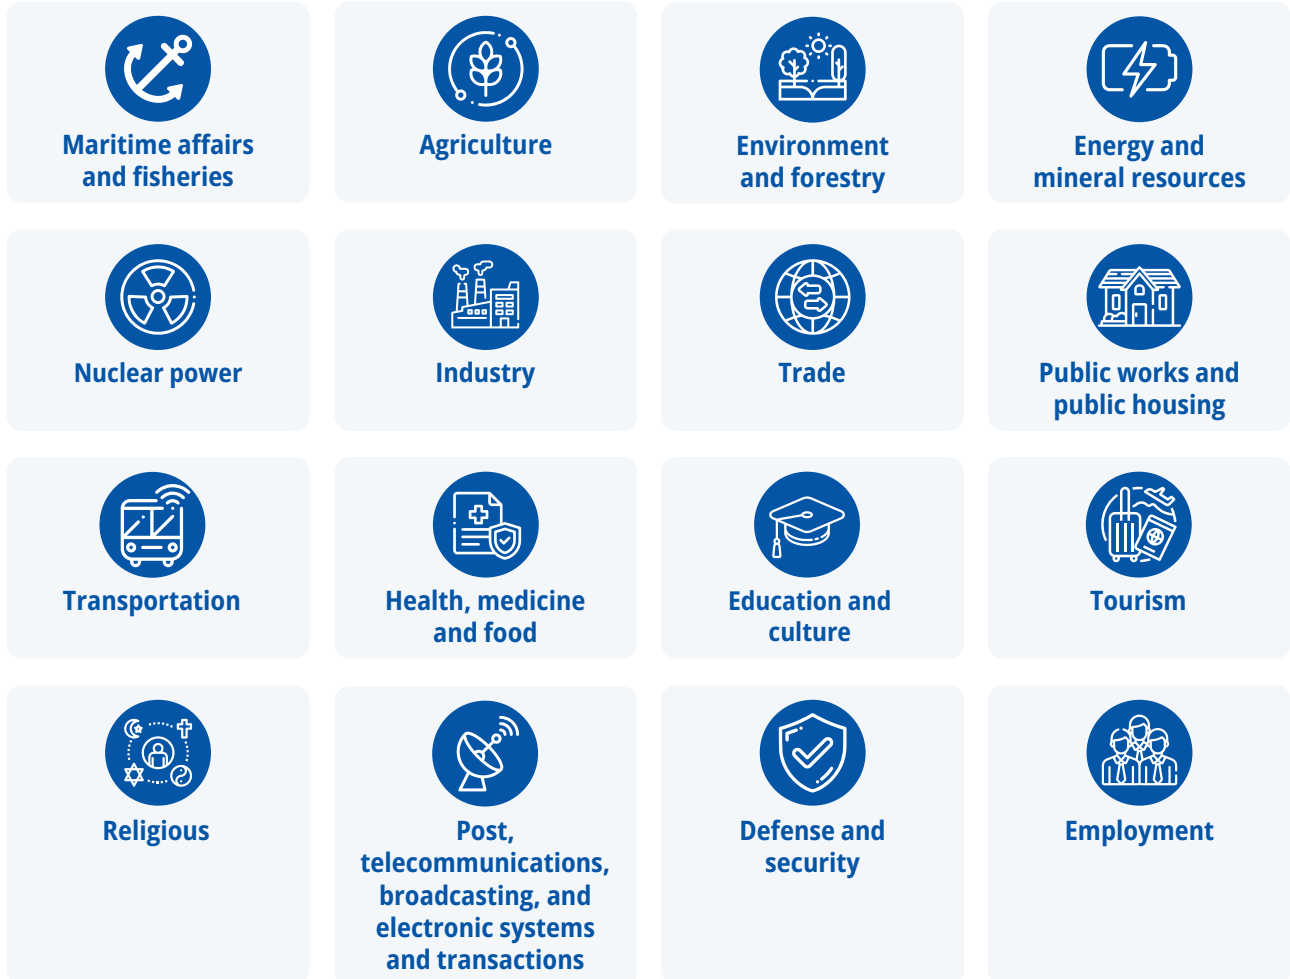 Maritime affairs
and fisheries
Agriculture
Environment
and forestry
Energy and
mineral resources
Nuclear power
Industry
Trade
Public works and
public housing
Transportation
Health, medicine
and food
Education and
culture
Tourism
Religious
Post,
telecommunications,
broadcasting, and
electronic systems
and transactions
Defense and
security
Employment